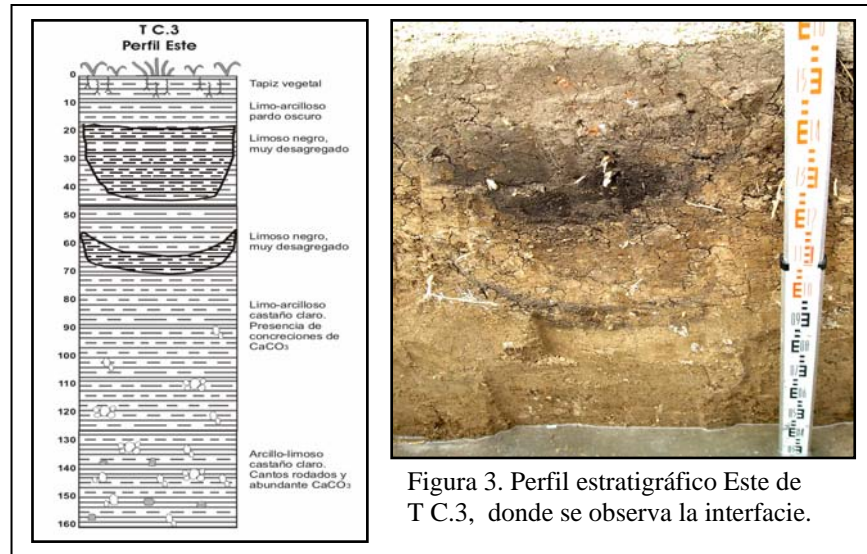 T C.3
Perfil Este
0
10
20
30
40
50
60
70
80
90
100
110
120
130
140
150
160
Tapiz vegetal
Limo-arcilloso
pardo oscuro
Limoso negro,
muy desagregado
Limoso negro,
muy desagregado
Limo-arcilloso
castaño claro.
Presencia de
concreciones de
CaCO₃
Arcillo-limoso
castaño claro.
Cantos rodados y
abundante CaCO₃
Figura 3. Perfil estratigráfico Este de
T C.3, donde se observa la interfacie.